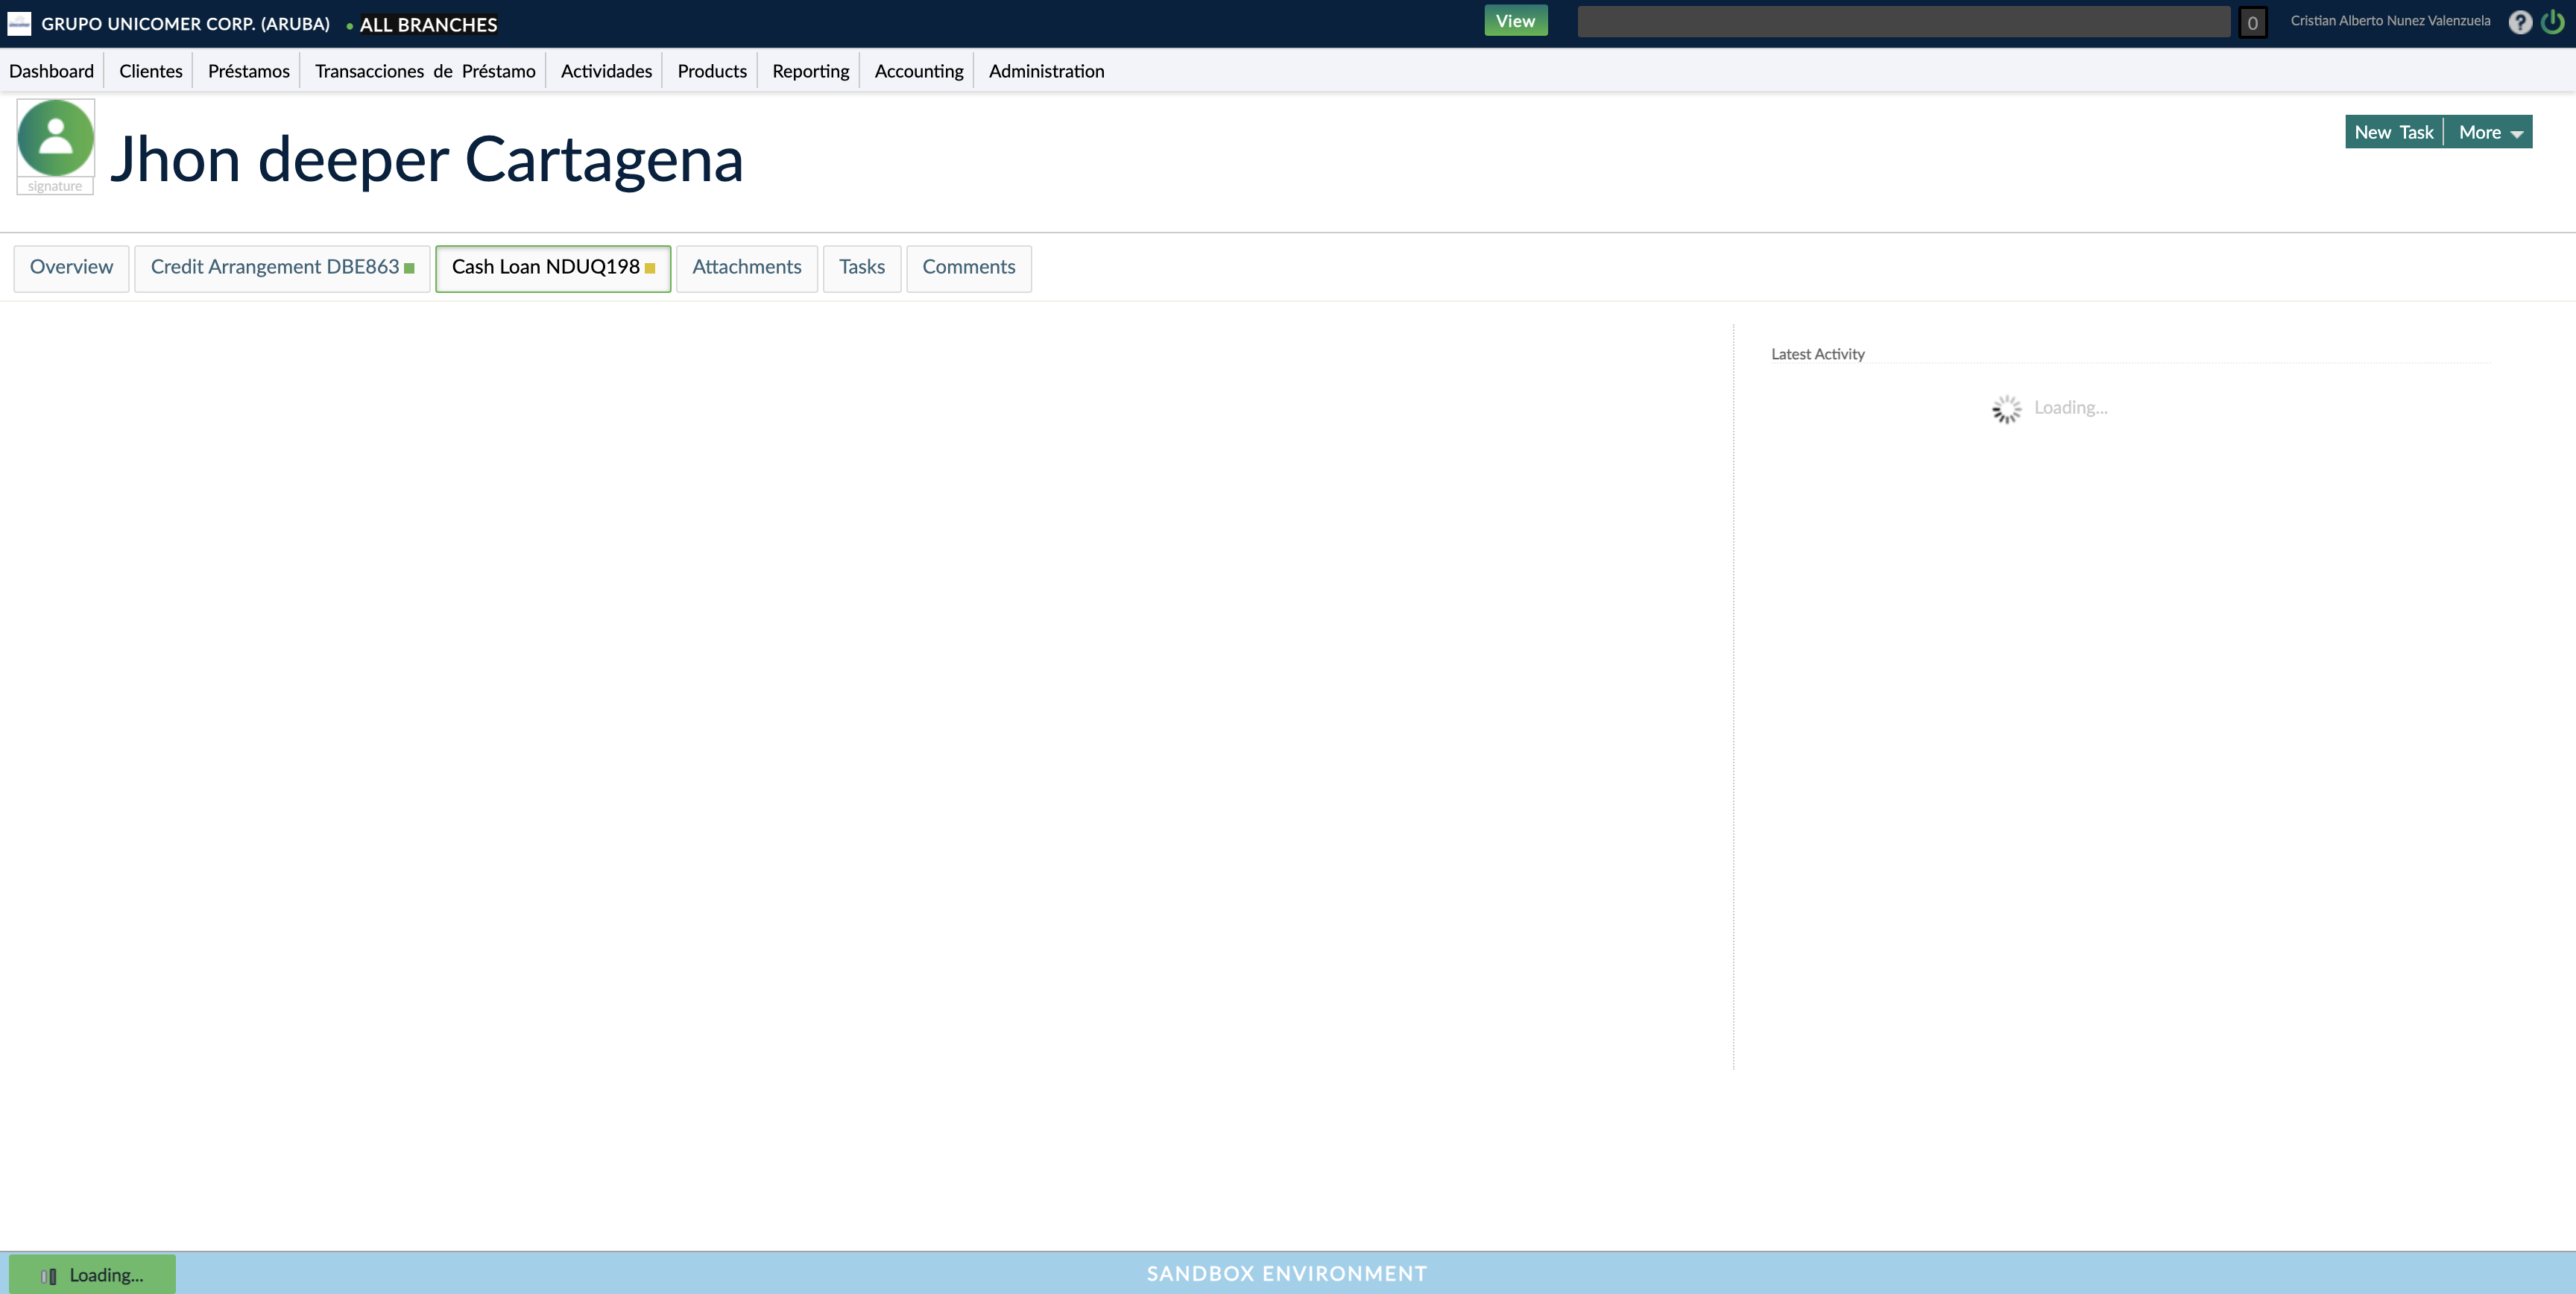 GRUPO UNICOMER CORP. (ARUBA) • ALL BRANCHES View 0 Cristian Alberto Nunez Valenzuela ?
Dashboard Clientes Préstamos Transacciones de Préstamo Actividades Products Reporting Accounting Administration
New Task More
Jhon deeper Cartagena
signature
Overview Credit Arrangement DBE863 Cash Loan NDUQ198 Attachments Tasks Comments
Latest Activity
Loading...
Loading... SANDBOX ENVIRONMENT